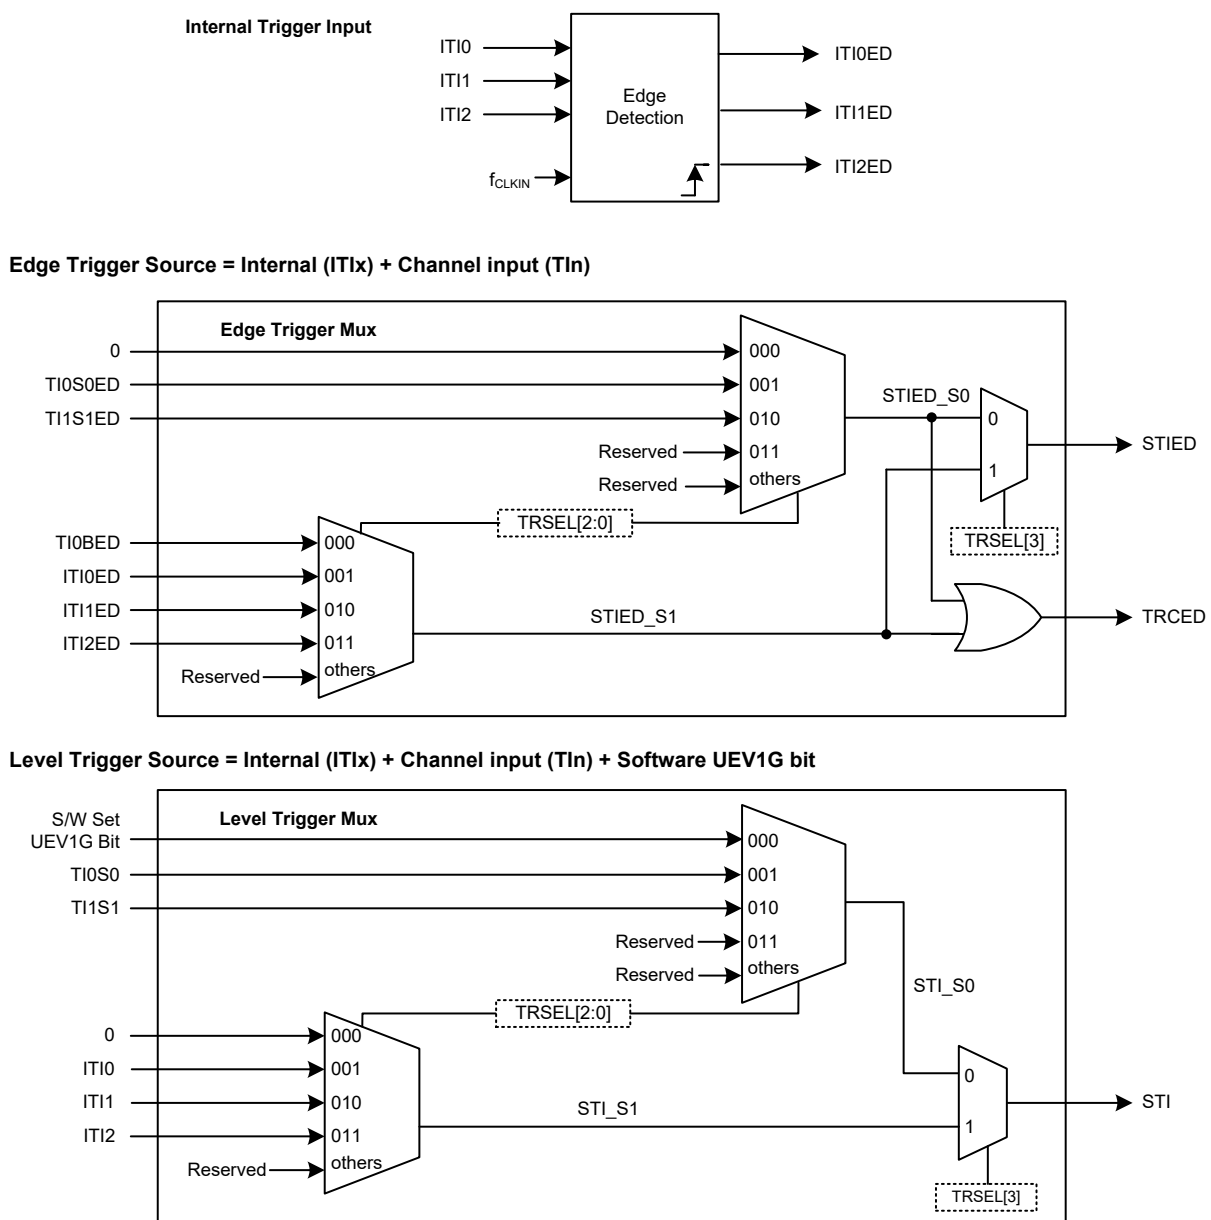 Internal Trigger Input
ITI0
ITI1
ITI2
fCLKIN
Edge
Detection
ITI0ED
ITI1ED
ITI2ED
Edge Trigger Source = Internal (ITIx) + Channel input (TIn)
Edge Trigger Mux
0
TI0S0ED
TI1S1ED
Reserved
Reserved
000
001
010
011
others
STIED_S0
0
1
STIED
TRSEL[2:0]
TRSEL[3]
TI0BED
ITI0ED
ITI1ED
ITI2ED
Reserved
000
001
010
011
others
STIED_S1
TRCED
Level Trigger Source = Internal (ITIx) + Channel input (TIn) + Software UEV1G bit
Level Trigger Mux
S/W Set
UEV1G Bit
TI0S0
TI1S1
Reserved
Reserved
000
001
010
011
others
STI_S0
TRSEL[2:0]
0
ITI0
ITI1
ITI2
Reserved
000
001
010
011
others
STI_S1
0
1
STI
TRSEL[3]